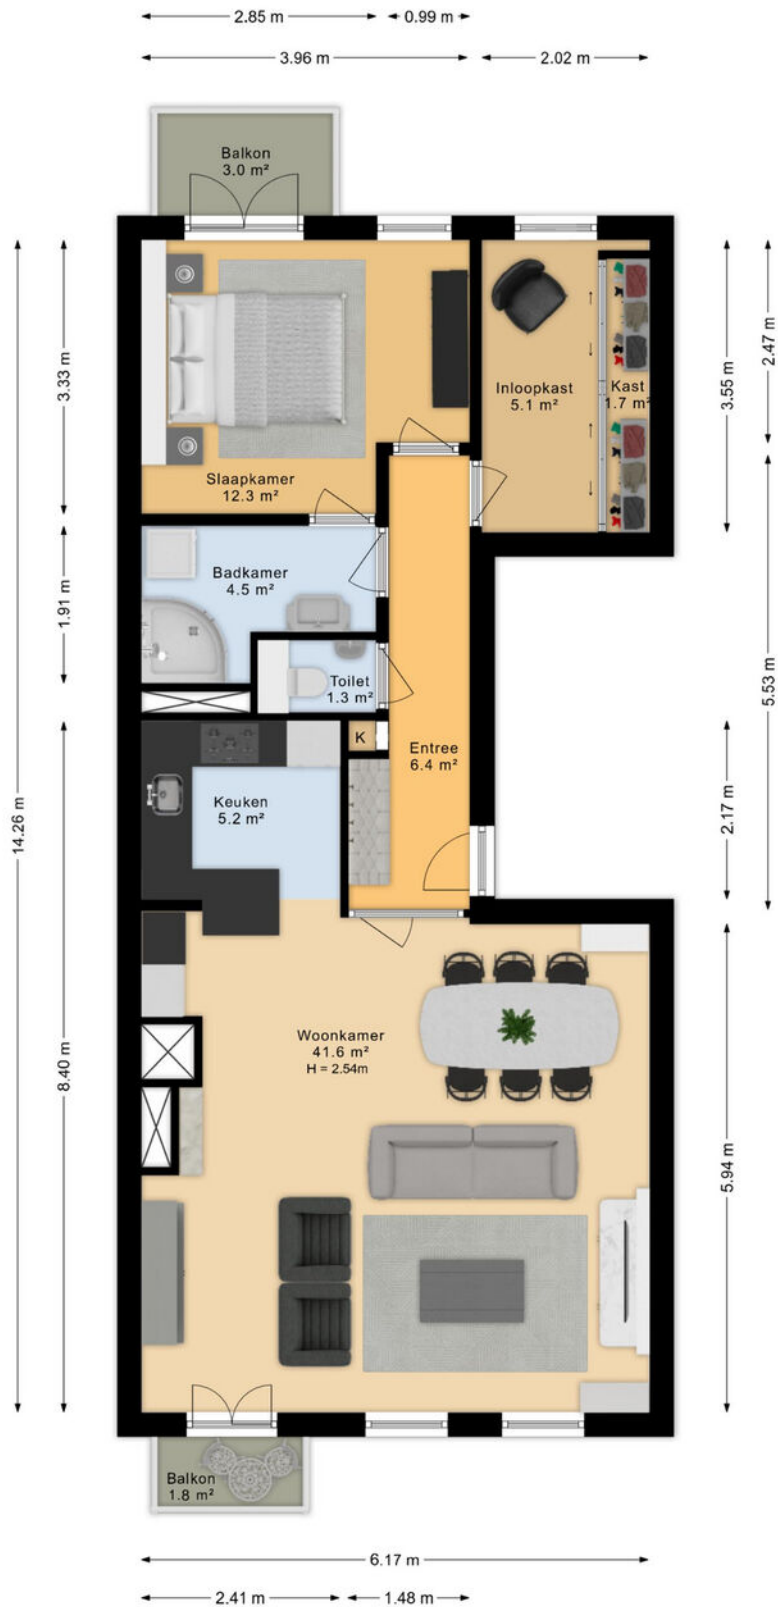 2.85 m
0.99 m
3.96 m
2.02 m
Balkon
3.0 m²
3.33 m
3.55 m
2.47 m
Inloopkast
5.1 m²
Kast
1.7 m²
Slaapkamer
12.3 m²
Badkamer
4.5 m²
1.91 m
Toilet
1.3 m²
5.53 m
K
Entree
6.4 m²
Keuken
5.2 m²
14.26 m
2.17 m
Woonkamer
41.6 m²
H = 2.54m
8.40 m
5.94 m
Balkon
1.8 m²
6.17 m
2.41 m
1.48 m